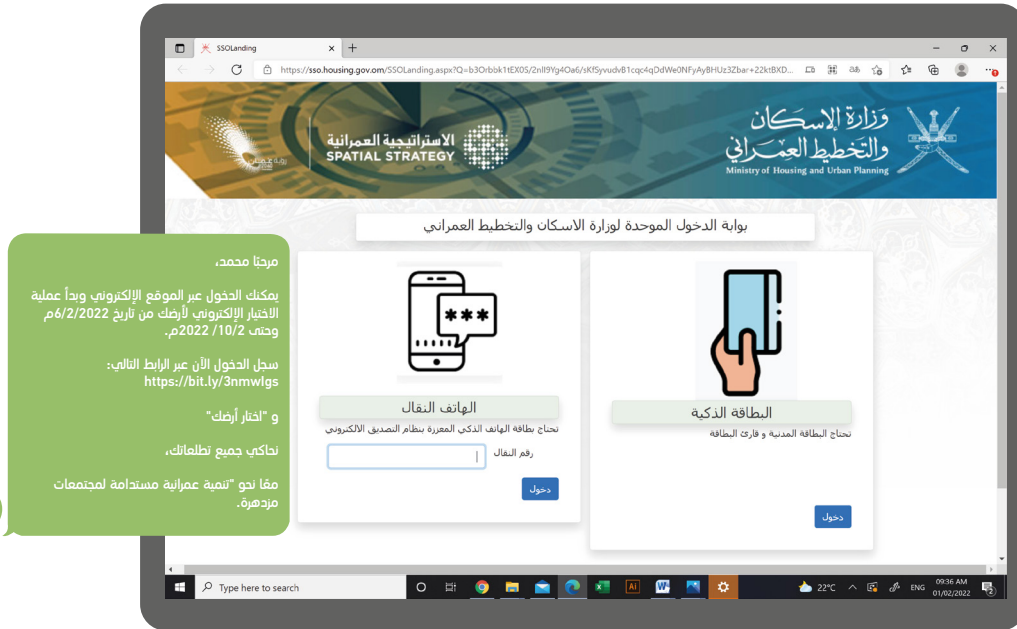 SSOLanding
https://sso.housing.gov.om/SSOLanding.aspx?Q=b3Orbbk1tEX05/2nII9Yg4Oa6/sKfSyvudvB1cqc4qDdWe0NFyAyBHUz3Zbar+22ktBXD...
وزارة الإسكان
والتخطيط العمراني
Ministry of Housing and Urban Planning
الاستراتيجية العمرانية
SPATIAL STRATEGY
بوابة الدخول الموحدة لوزارة الاسكان والتخطيط العمراني
البطاقة الذكية
تحتاج البطاقة المدنية و قارئ البطاقة
دخول
***
الهاتف النقال
تحتاج بطاقة الهاتف الذكي المعززة بنظام التصديق الالكتروني
رقم النقال
دخول
مرحبًا محمد،
يمكنك الدخول عبر الموقع الإلكتروني وبدأ عملية
الاختيار الإلكتروني لأرضك من تاريخ 6/2/2022م
وحتى 10/2/ 2022م.
سجل الدخول الآن عبر الرابط التالي:
https://bit.ly/3nmwIgs
و "اختار أرضك"
نحاكي جميع تطلعاتك،
معًا نحو "تنمية عمرانية مستدامة لمجتمعات
مزدهرة.
Type here to search
22°C
ENG
09:36 AM
01/02/2022